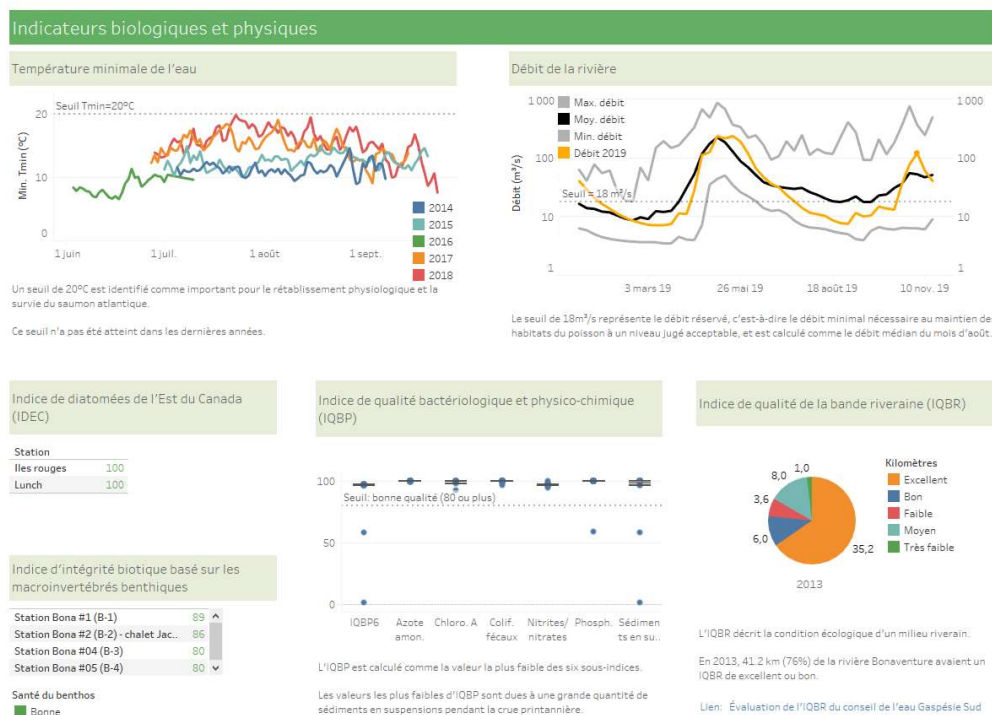 Indicateurs biologiques et physiques
Température minimale de l'eau
Seuil Tmin=20ºC
20
10
0
Min. Tmin (ºC)
1 juin
1 juil.
1 août
1 sept.
2014
2015
2016
2017
2018
Un seuil de 20ºC est identifié comme important pour le rétablissement physiologique et la
survie du saumon atlantique.
Ce seuil n'a pas été atteint dans les dernières années.
Débit de la rivière
1 000
100
10
1
Débit (m³/s)
Max. débit
Moy. débit
Min. débit
Débit 2019
Seuil = 18 m³/s
1 000
100
10
1
3 mars 19
26 mai 19
18 août 19
10 nov. 19
Le seuil de 18m³/s représente le débit réservé, c'est-à-dire le débit minimal nécessaire au maintien de
habitats du poisson à un niveau jugé acceptable, et est calculé comme le débit médian du mois d'août.
Indice de diatomées de l'Est du Canada
(IDEC)
Station
Iles rouges 100
Lunch 100
Indice d'intégrité biotique basé sur les
macroinvertébrés benthiques
Station Bona #1 (B-1) 89
Station Bona #2 (B-2) - chalet Jac.. 86
Station Bona #04 (B-3) 80
Station Bona #05 (B-4) 80
Santé du benthos
Bonne
Indice de qualité bactériologique et physico-chimique
(IQBP)
100
50
0
Seuil: bonne qualité (80 ou plus)
IQBP6
Azote
amon.
Chloro. A
Colif.
fécaux
Nitrites/
nitrates
Phosph.
Sédimen
ts en su..
L'IQBP est calculé comme la valeur la plus faible des six sous-indices.
Les valeurs les plus faibles d'IQBP sont dues à une grande quantité de
sédiments en suspensions pendant la crue printannière.
Indice de qualité de la bande riveraine (IQBR)
1,0
8,0
3,6
6,0
35,2
2013
Kilomètres
Excellent
Bon
Faible
Moyen
Très faible
L'IQBR décrit la condition écologique d'un milieu riverain.
En 2013, 41.2 km (76%) de la rivière Bonaventure avaient un
IQBR de excellent ou bon.
Lien: Évaluation de l'IQBR du conseil de l'eau Gaspésie Sud